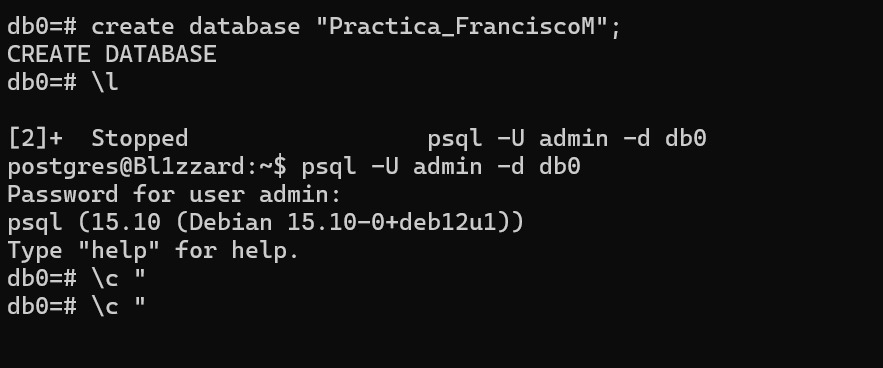 db0=# create database "Practica_FranciscoM";
CREATE DATABASE
db0=# \l
[2]+  Stopped                 psql -U admin -d db0
postgres@Bl1zzard:~$ psql -U admin -d db0
Password for user admin:
psql (15.10 (Debian 15.10-0+deb12u1))
Type "help" for help.
db0=# \c "
db0=# \c "